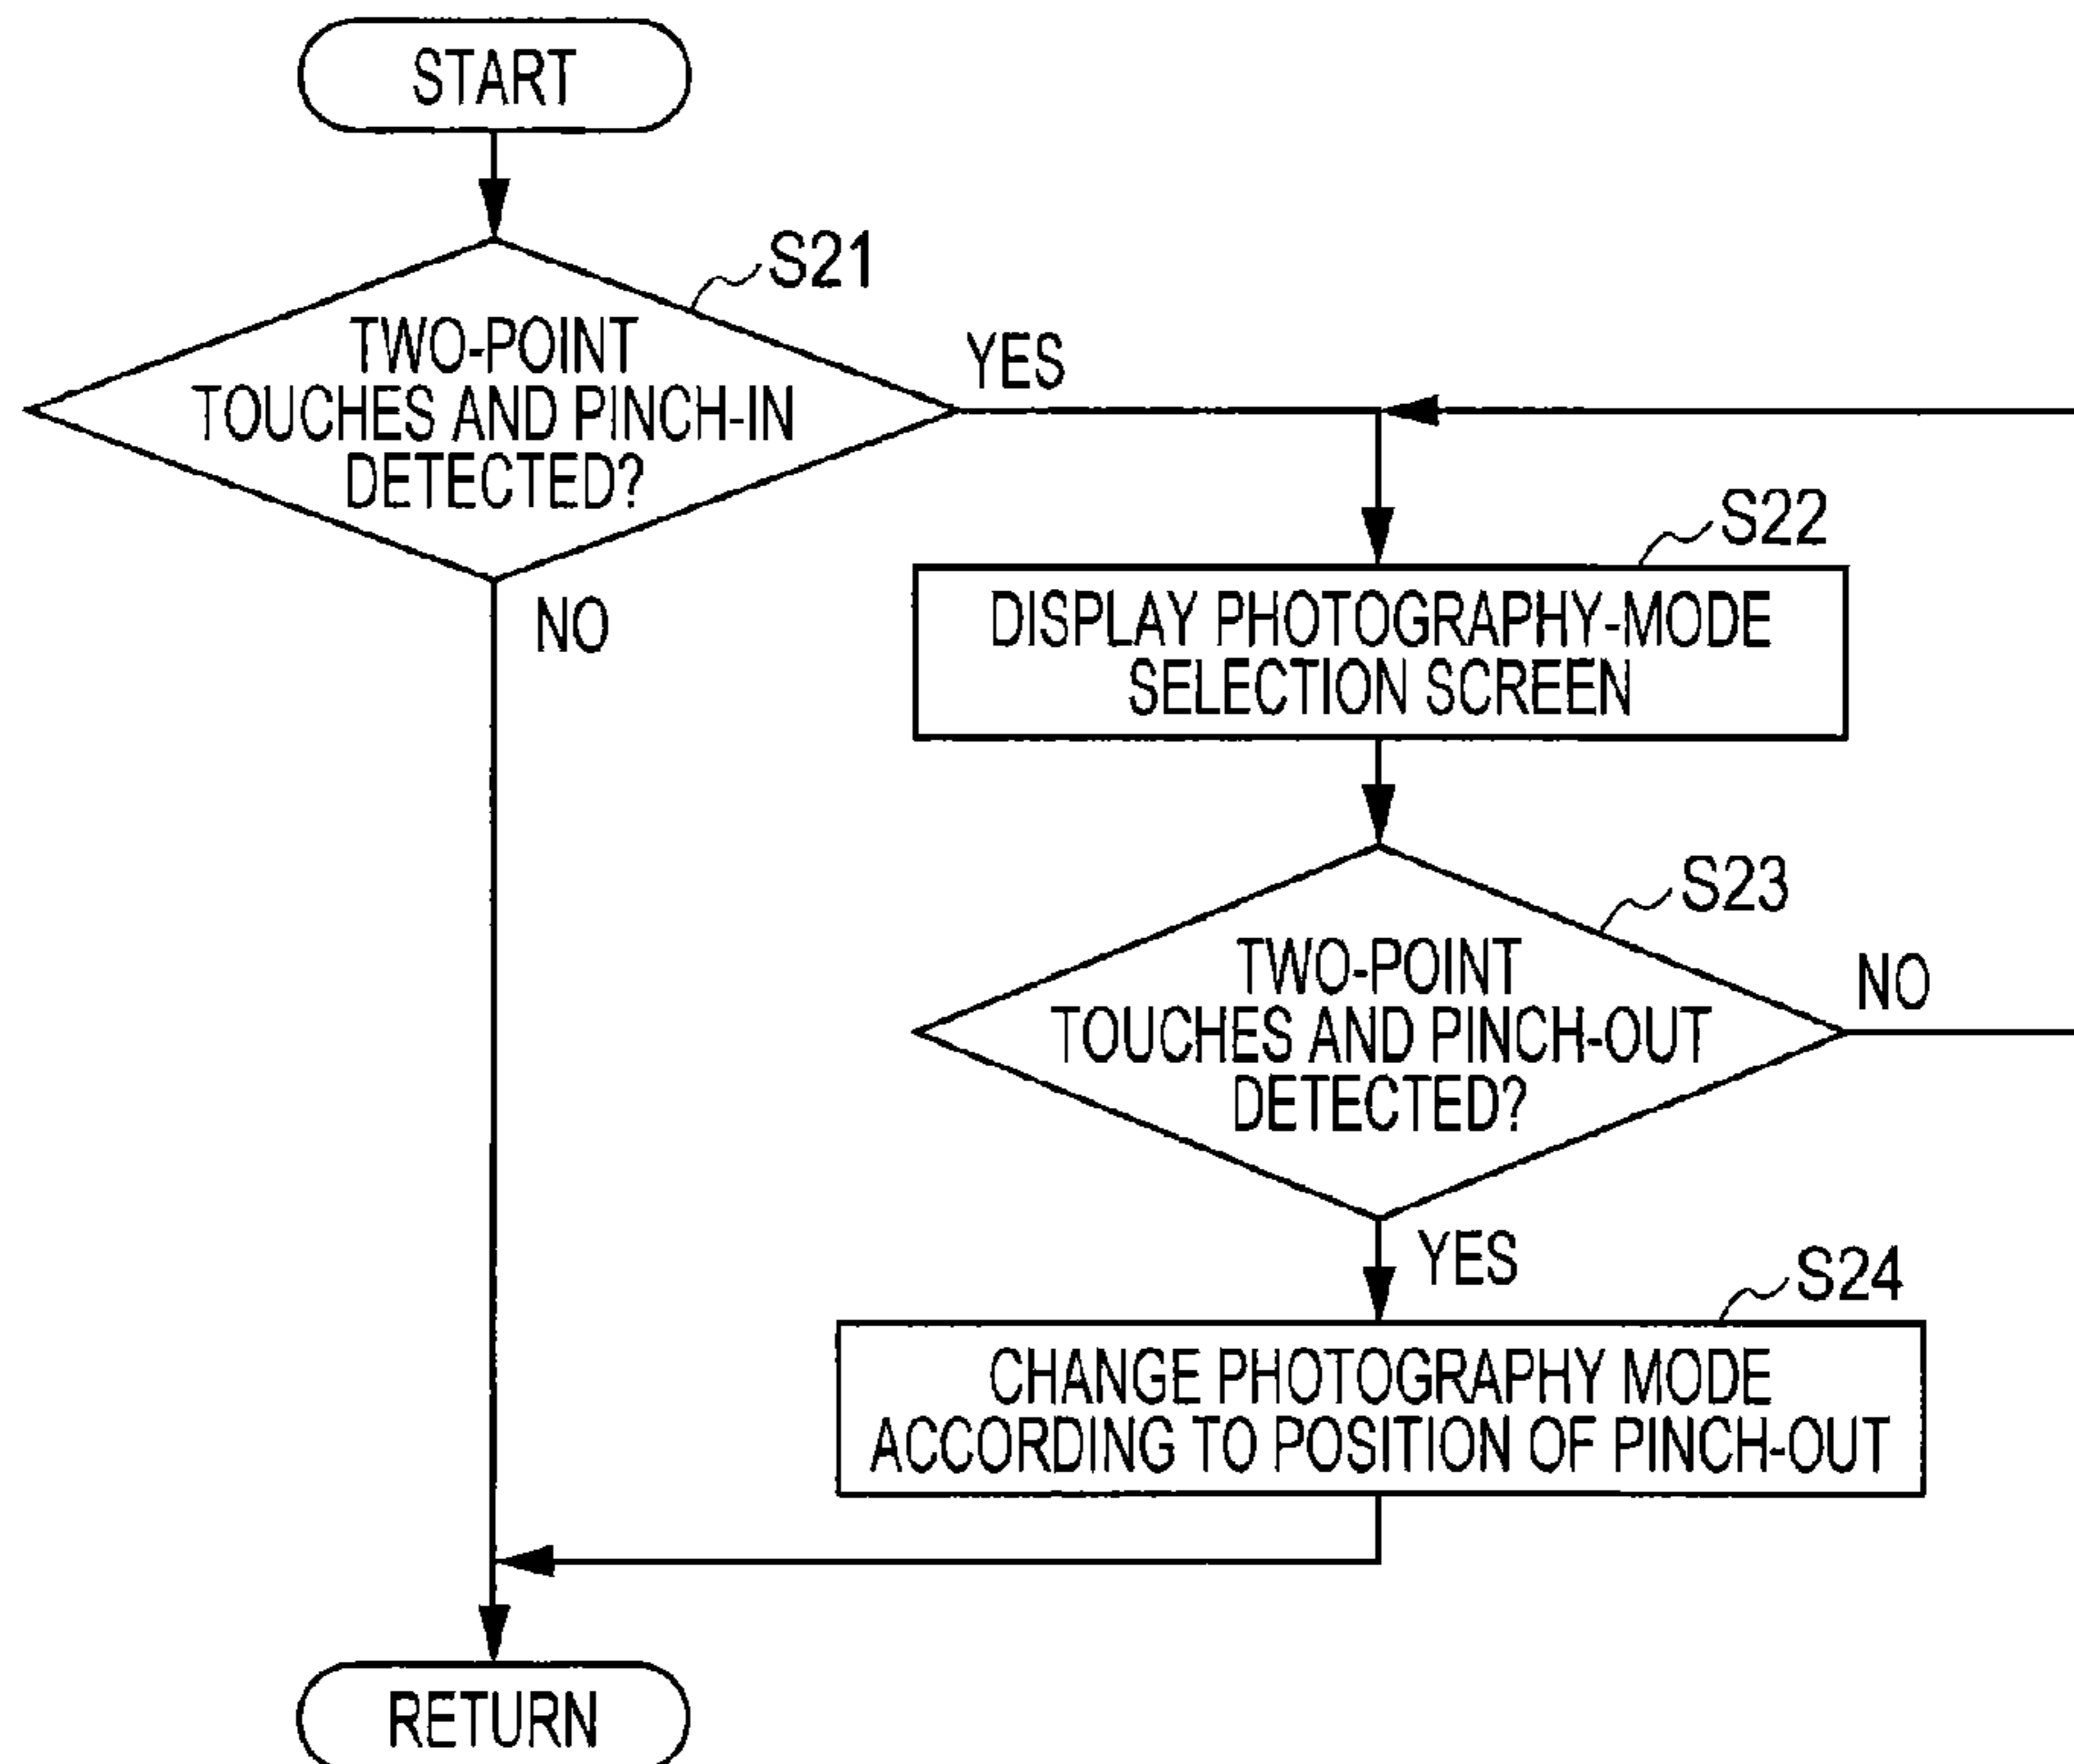 START
S21
TWO-POINT
TOUCHES AND PINCH-IN
DETECTED?
YES
NO
S22
DISPLAY PHOTOGRAPHY-MODE
SELECTION SCREEN
S23
TWO-POINT
TOUCHES AND PINCH-OUT
DETECTED?
NO
YES
S24
CHANGE PHOTOGRAPHY MODE
ACCORDING TO POSITION OF PINCH-OUT
RETURN